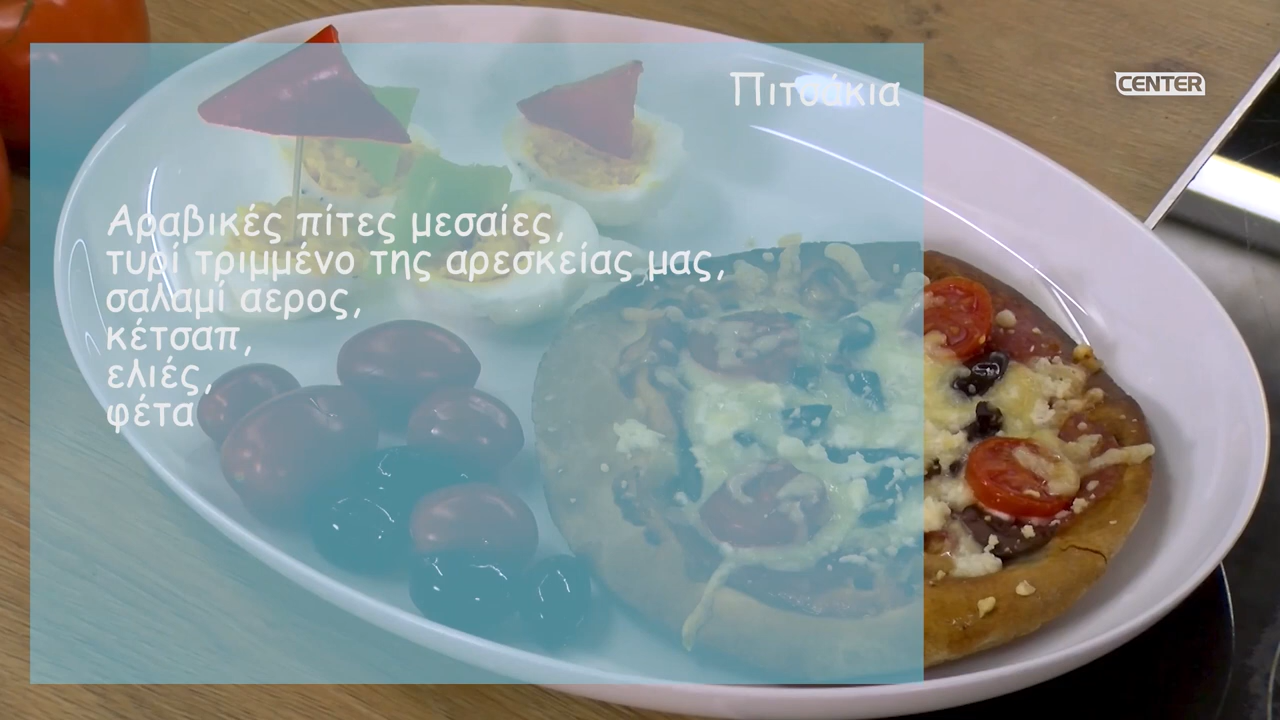 CENTER
Πιτσάκια
Αραβικές πίτες μεσαίες,
τυρί τριμμένο της αρεσκείας μας,
σαλαμί αερος,
κέτσαπ,
ελιές,
φέτα